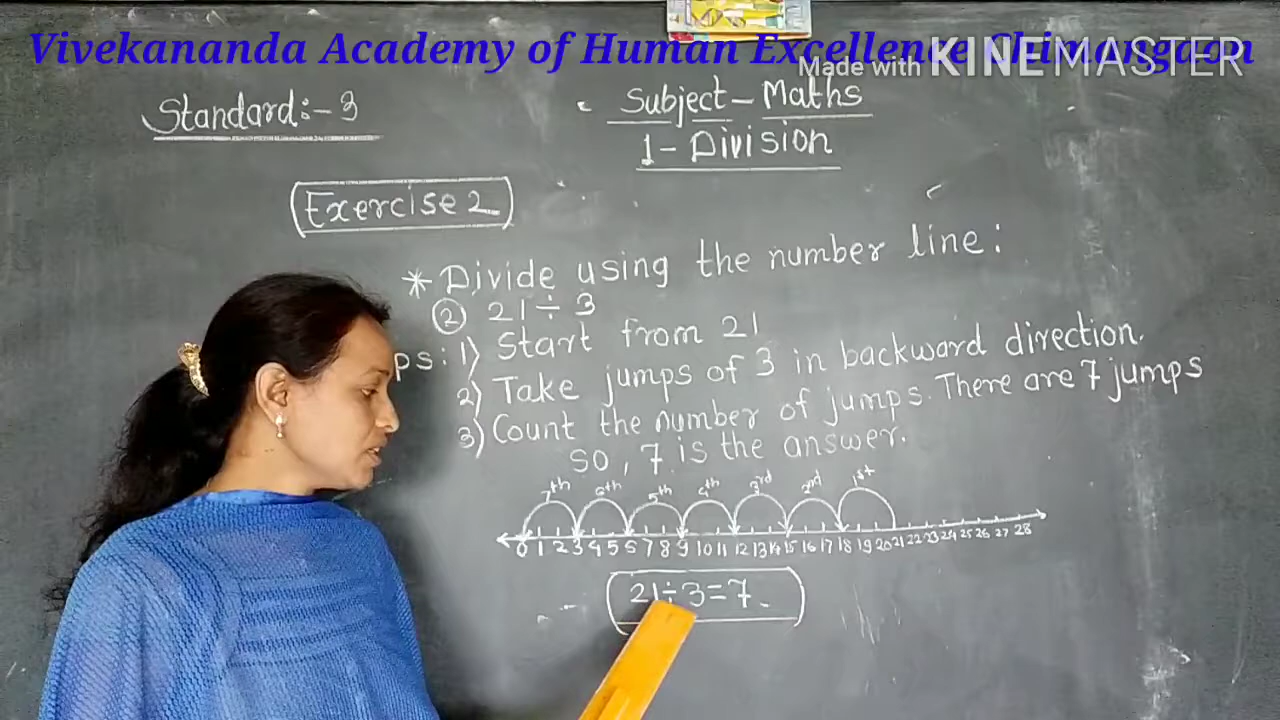 Vivekananda Academy of Human Excellence Chimangaon
Made with KINEMASTER
Standard:- 3
Subject - Maths
1 - Division
Exercise 2
* Divide using the number line:
② 21 ÷ 3
ps: 1) Start from 21
2) Take jumps of 3 in backward direction.
3) Count the number of jumps. There are 7 jumps
so, 7 is the answer.
7th 6th 5th 4th 3rd 2nd 1st
0 1 2 3 4 5 6 7 8 9 10 11 12 13 14 15 16 17 18 19 20 21 22 23 24 25 26 27 28
21÷3=7.